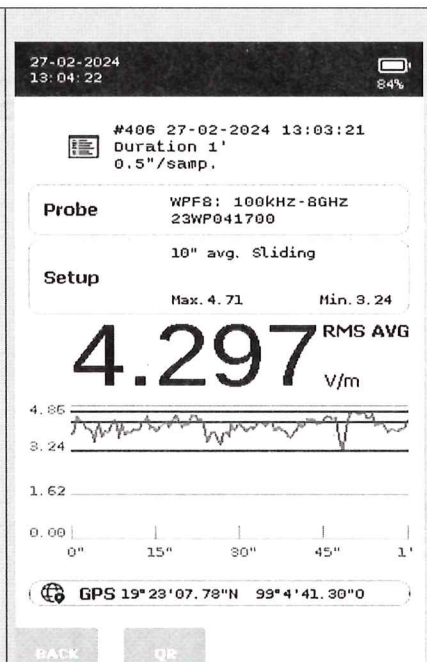 27-02-2024
13:04:22
84%
#406 27-02-2024 13:03:21
Duration 1'
0.5"/samp.
Probe
WPF8: 100kHz-8GHz
23WP041700
Setup
10" avg. Sliding
Max.4.71 Min.3.24
4.297 RMS AVG
V/m
4.86
3.24
1.62
0.00
0" 15" 30" 45" 1'
GPS 19°23'07.78"N 99°4'41.30"O
BACK QR